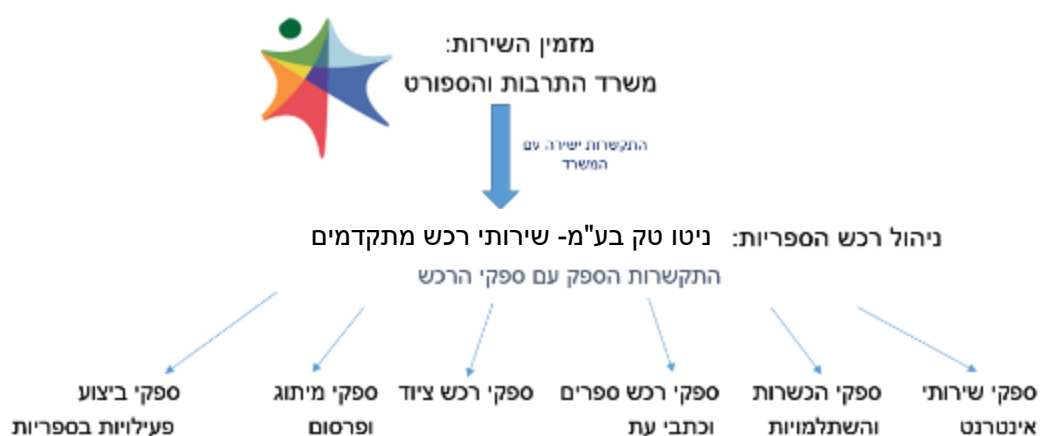 מזמין השירות:
משרד התרבות והספורט
התקשרות ישירה עם
המשרד
ניהול רכש הספריות: ניטו טק בע"מ- שירותי רכש מתקדמים
התקשרות הספק עם ספקי הרכש
ספקי שירותי
אינטרנט
ספקי הכשרות
והשתלמויות
ספקי רכש ספרים
וכתבי עת
ספקי רכש ציוד
ספקי מיתוג
ופרסום
ספקי ביצוע
פעילויות בספריות